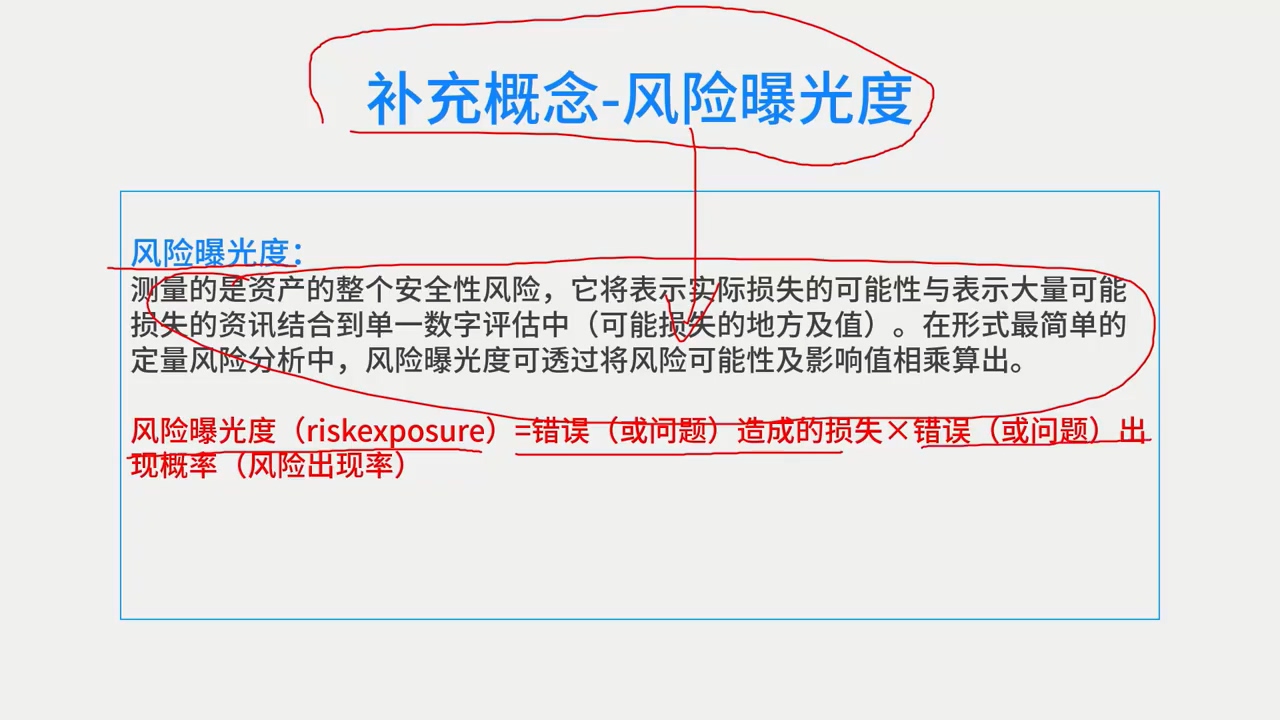 补充概念-风险曝光度
风险曝光度：
测量的是资产的整个安全性风险，它将表示实际损失的可能性与表示大量可能
损失的资讯结合到单一数字评估中（可能损失的地方及值）。在形式最简单的
定量风险分析中，风险曝光度可透过将风险可能性及影响值相乘算出。
风险曝光度（riskexposure）=错误（或问题）造成的损失×错误（或问题）出
现概率（风险出现率）